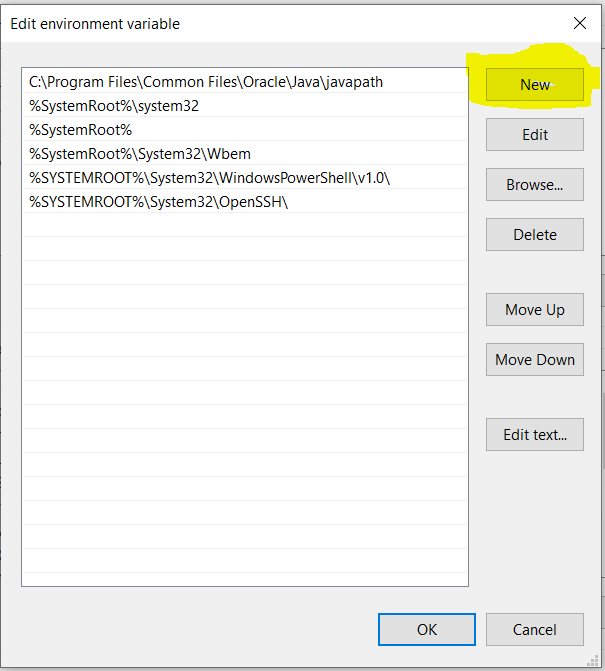 Edit environment variable
C:\Program Files\Common Files\Oracle\Java\javapath
%SystemRoot%\system32
%SystemRoot%
%SystemRoot%\System32\Wbem
%SYSTEMROOT%\System32\WindowsPowerShell\v1.0\
%SYSTEMROOT%\System32\OpenSSH\
New
Edit
Browse...
Delete
Move Up
Move Down
Edit text...
OK
Cancel